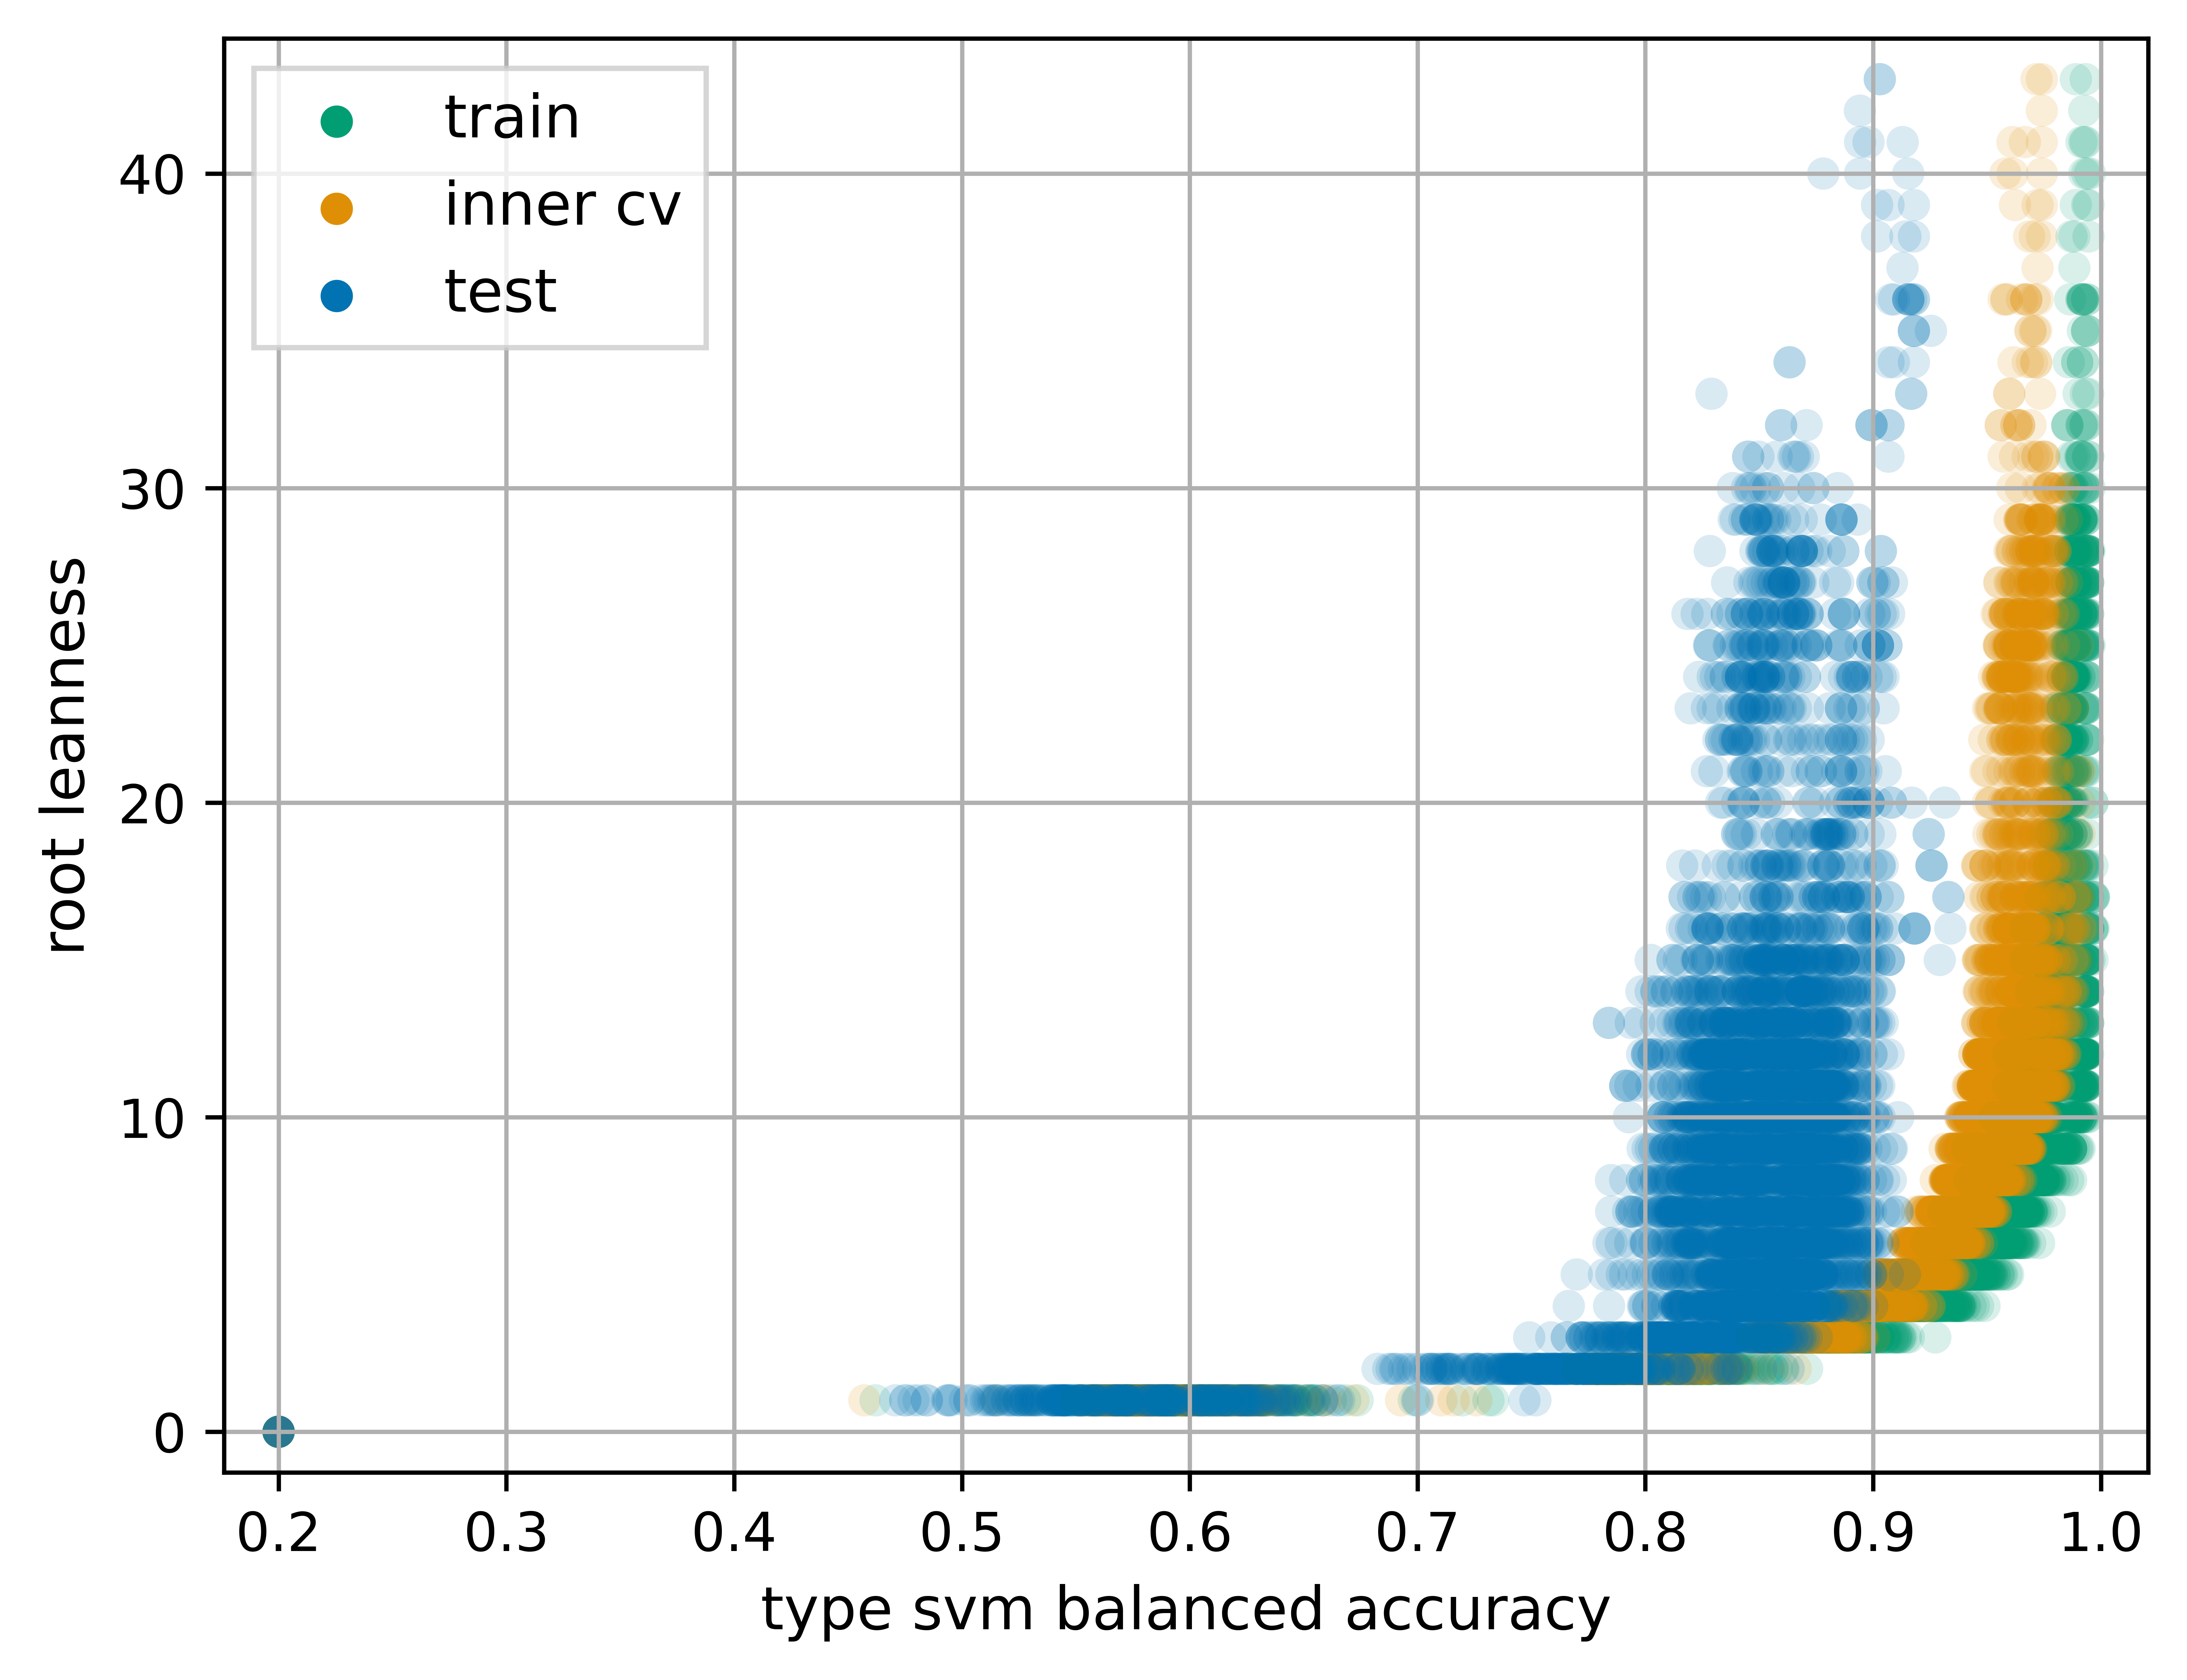 train
inner cv
test
40
30
20
10
0
root leanness
0.2 0.3 0.4 0.5 0.6 0.7 0.8 0.9 1.0
type svm balanced accuracy